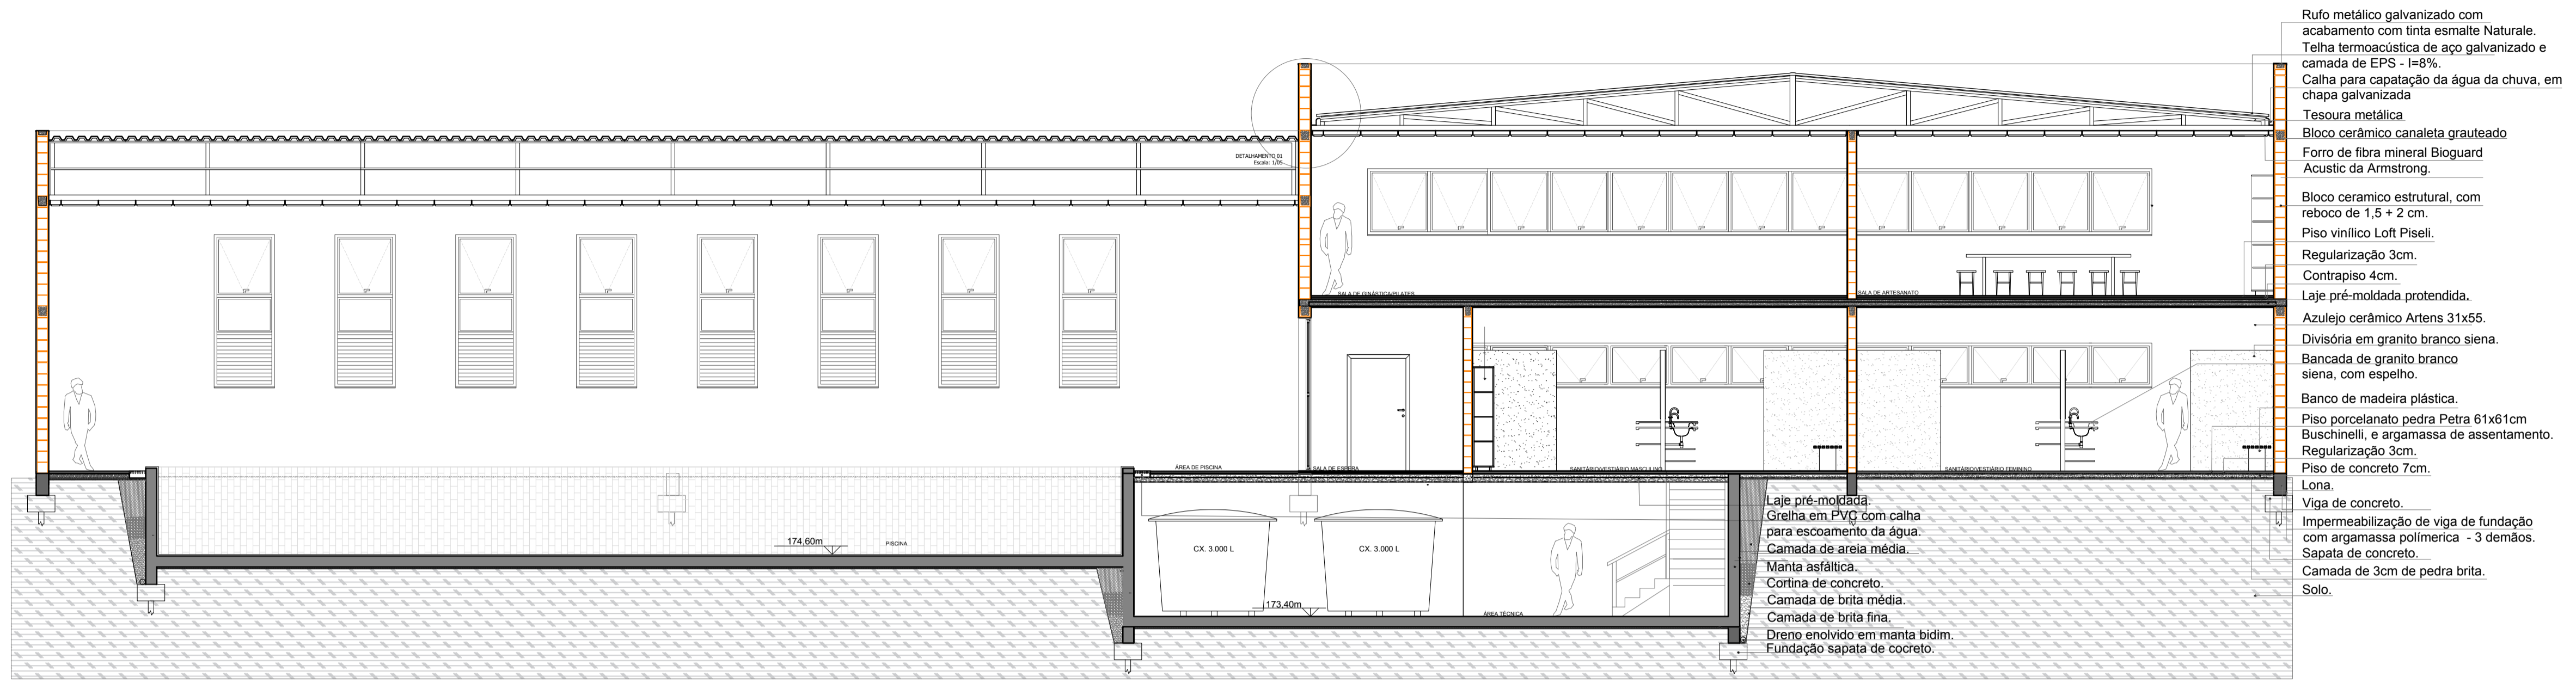 Rufo metálico galvanizado com
acabamento com tinta esmalte Naturale.
Telha termoacústica de aço galvanizado e
camada de EPS - I=8%.
Calha para capatação da água da chuva, em
chapa galvanizada
Tesoura metálica
Bloco cerâmico canaleta grauteado
Forro de fibra mineral Bioguard
Acustic da Armstrong.
Bloco ceramico estrutural, com
reboco de 1,5 + 2 cm.
Piso vinílico Loft Piseli.
Regularização 3cm.
Contrapiso 4cm.
Laje pré-moldada protendida.
Azulejo cerâmico Artens 31x55.
Divisória em granito branco siena.
Bancada de granito branco
siena, com espelho.
Banco de madeira plástica.
Piso porcelanato pedra Petra 61x61cm
Buschinelli, e argamassa de assentamento.
Regularização 3cm.
Piso de concreto 7cm.
Lona.
Viga de concreto.
Impermeabilização de viga de fundação
com argamassa polímerica - 3 demãos.
Sapata de concreto.
Camada de 3cm de pedra brita.
Solo.
DETALHAMENTO 01
Escala: 1/05
SALA DE GINÁSTICA/PILATES
SALA DE ARTESANATO
ÁREA DE PISCINA
SALA DE ESPERA
SANITÁRIO/VESTIÁRIO MASCULINO
SANITÁRIO/VESTIÁRIO FEMININO
174,60m
PISCINA
CX. 3.000 L
CX. 3.000 L
173,40m
ÁREA TÉCNICA
Laje pré-moldada.
Grelha em PVC com calha
para escoamento da água.
Camada de areia média.
Manta asfáltica.
Cortina de concreto.
Camada de brita média.
Camada de brita fina.
Dreno enolvido em manta bidim.
Fundação sapata de cocreto.